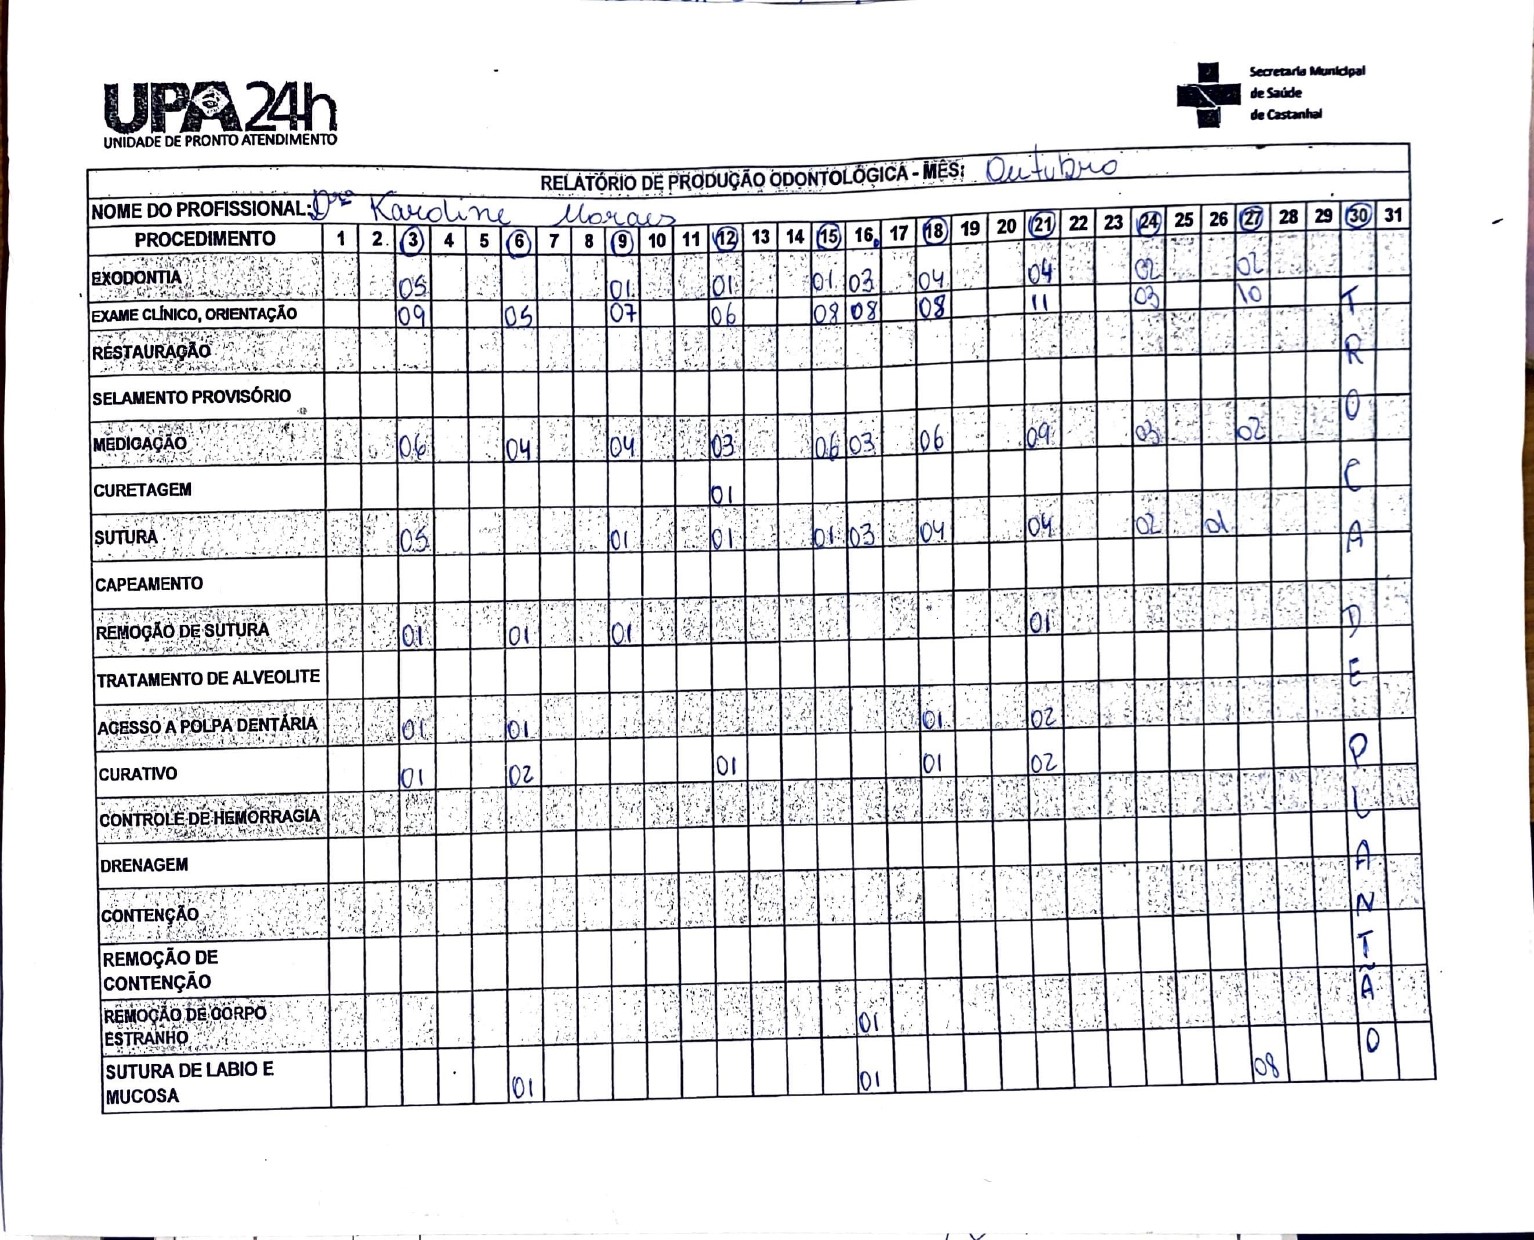 UPA24h
UNIDADE DE PRONTO ATENDIMENTO
Secretaria Municipal
de Saúde
de Castanhal
RELATÓRIO DE PRODUÇÃO ODONTOLÓGICA - MÊS: Outubro
NOME DO PROFISSIONAL: Drª Karoline Moraes
PROCEDIMENTO 1 2 3 4 5 6 7 8 9 10 11 12 13 14 15 16 17 18 19 20 21 22 23 24 25 26 27 28 29 30 31
EXODONTIA 05 01 01 01 03 04 04 02 02
EXAME CLÍNICO, ORIENTAÇÃO 09 05 07 06 08 08 08 11 03 10
RESTAURAÇÃO
SELAMENTO PROVISÓRIO
MEDICAÇÃO 06 04 04 03 06 03 06 09 03 02
CURETAGEM 01
SUTURA 05 01 01 01 03 04 04 02 01
CAPEAMENTO
REMOÇÃO DE SUTURA 01 01 01 01
TRATAMENTO DE ALVEOLITE
ACESSO A POLPA DENTÁRIA 01 01 01 02
CURATIVO 01 02 01 01 02
CONTROLE DE HEMORRAGIA
DRENAGEM
CONTENÇÃO
REMOÇÃO DE
CONTENÇÃO
REMOÇÃO DE CORPO
ESTRANHO 01
SUTURA DE LABIO E
MUCOSA 01 01 08
TROCA DE PLANTÃO